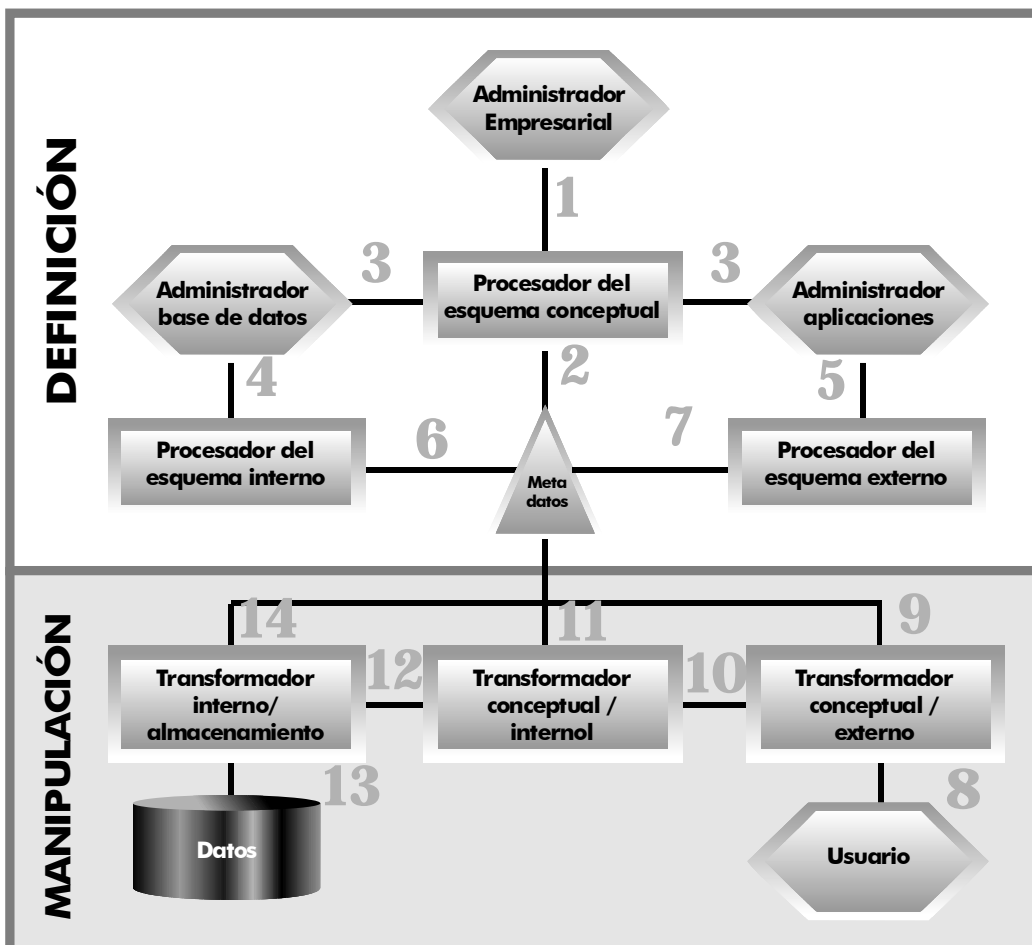 DEFINICIÓN
Administrador
Empresarial
1
3
3
Administrador
base de datos
Procesador del
esquema conceptual
Administrador
aplicaciones
4
2
5
Procesador del
esquema interno
6
7
Procesador del
esquema externo
Meta
datos
MANIPULACIÓN
14
11
9
Transformador
interno/
almacenamiento
12
Transformador
conceptual /
internol
10
Transformador
conceptual /
externo
13
8
Datos
Usuario